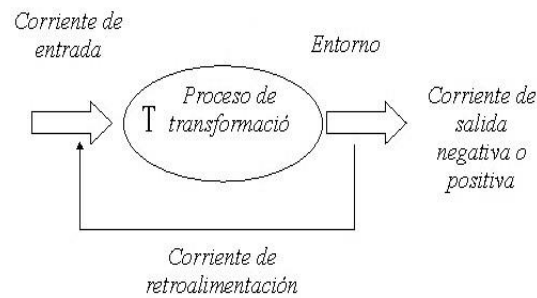 Corriente de
entrada
Entorno
T
Proceso de
transformació
Corriente de
salida
negativa o
positiva
Corriente de
retroalimentación